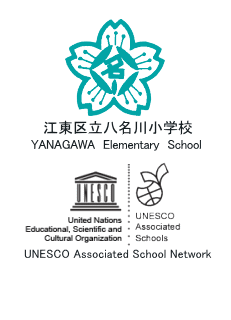 名
江東区立八名川小学校
YANAGAWA Elementary School
UNESCO
United Nations
Educational, Scientific and
Cultural Organization
UNESCO
Associated
Schools
UNESCO Associated School Network